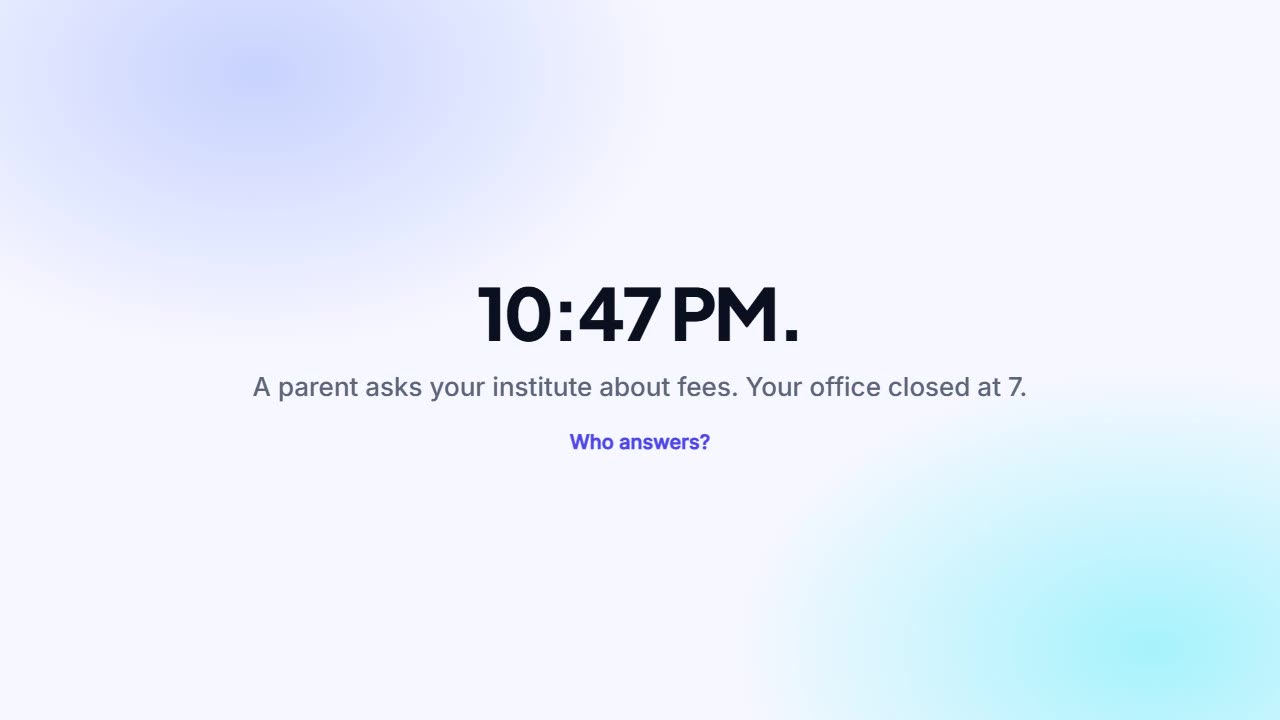 10:47 PM.
A parent asks your institute about fees. Your office closed at 7.
Who answers?